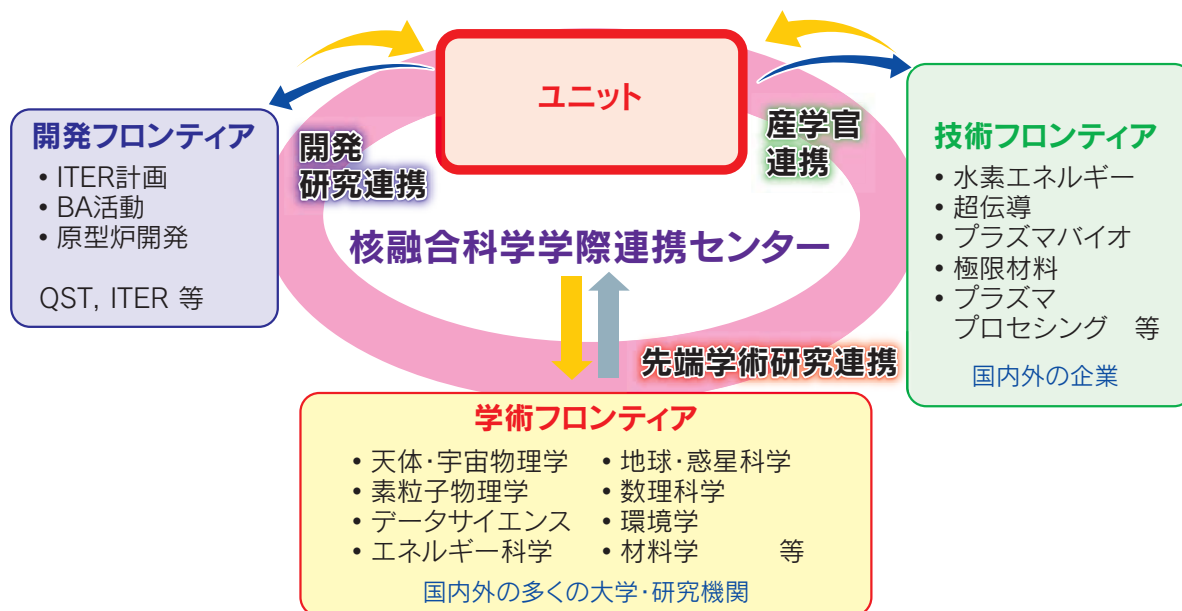 ユニット
開発フロンティア
• ITER計画
• BA活動
• 原型炉開発
QST, ITER 等
開発
研究連携
産学官
連携
技術フロンティア
• 水素エネルギー
• 超伝導
• プラズマバイオ
• 極限材料
• プラズマ
プロセシング 等
国内外の企業
核融合科学学際連携センター
先端学術研究連携
学術フロンティア
• 天体·宇宙物理学
• 素粒子物理学
• データサイエンス
• エネルギー科学
• 地球·惑星科学
• 数理科学
• 環境学
• 材料学 等
国内外の多くの大学·研究機関